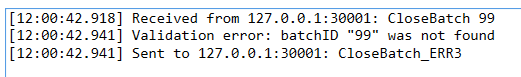 [12:00:42.918] Received from 127.0.0.1:30001: CloseBatch 99
[12:00:42.941] Validation error: batchID "99" was not found
[12:00:42.941] Sent to 127.0.0.1:30001: CloseBatch_ERR3